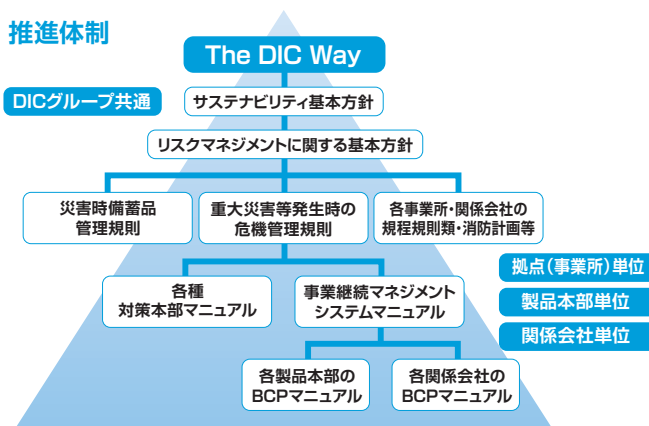 推進体制
The DIC Way
DICグループ共通
サステナビリティ基本方針
リスクマネジメントに関する基本方針
災害時備蓄品
管理規則
重大災害等発生時の
危機管理規則
各事業所・関係会社の
規程規則類・消防計画等
拠点（事業所）単位
製品本部単位
関係会社単位
各種
対策本部マニュアル
事業継続マネジメント
システムマニュアル
各製品本部の
BCPマニュアル
各関係会社の
BCPマニュアル